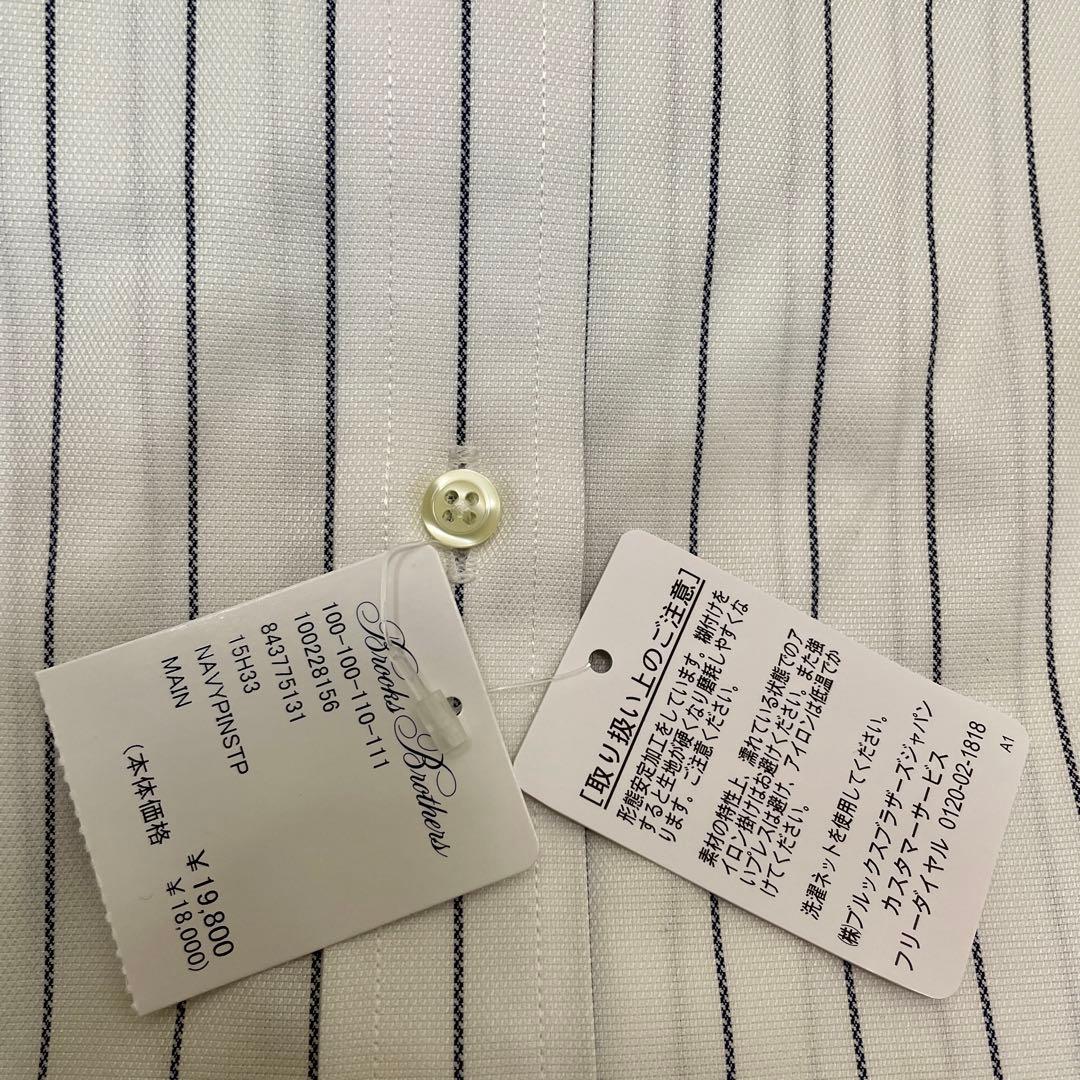 Brooks Brothers
100-100-110-111
100228156
843775131
15H33
NAVYPINSTP
MAIN
¥19,800
(本体価格 ¥18,000)
[取り扱い上のご注意]
形態安定加工をしています。糊付けを
すると生地が硬くなり磨耗しやすくな
ります。ご注意ください。
素材の特性上、濡れている状態でのア
イロン掛けはお避けください。また強
いプレスは避け、アイロンは低温でか
けてください。
洗濯ネットを使用してください。
㈱ブルックスブラザーズジャパン
カスタマーサービス
フリーダイヤル 0120-02-1818
A1